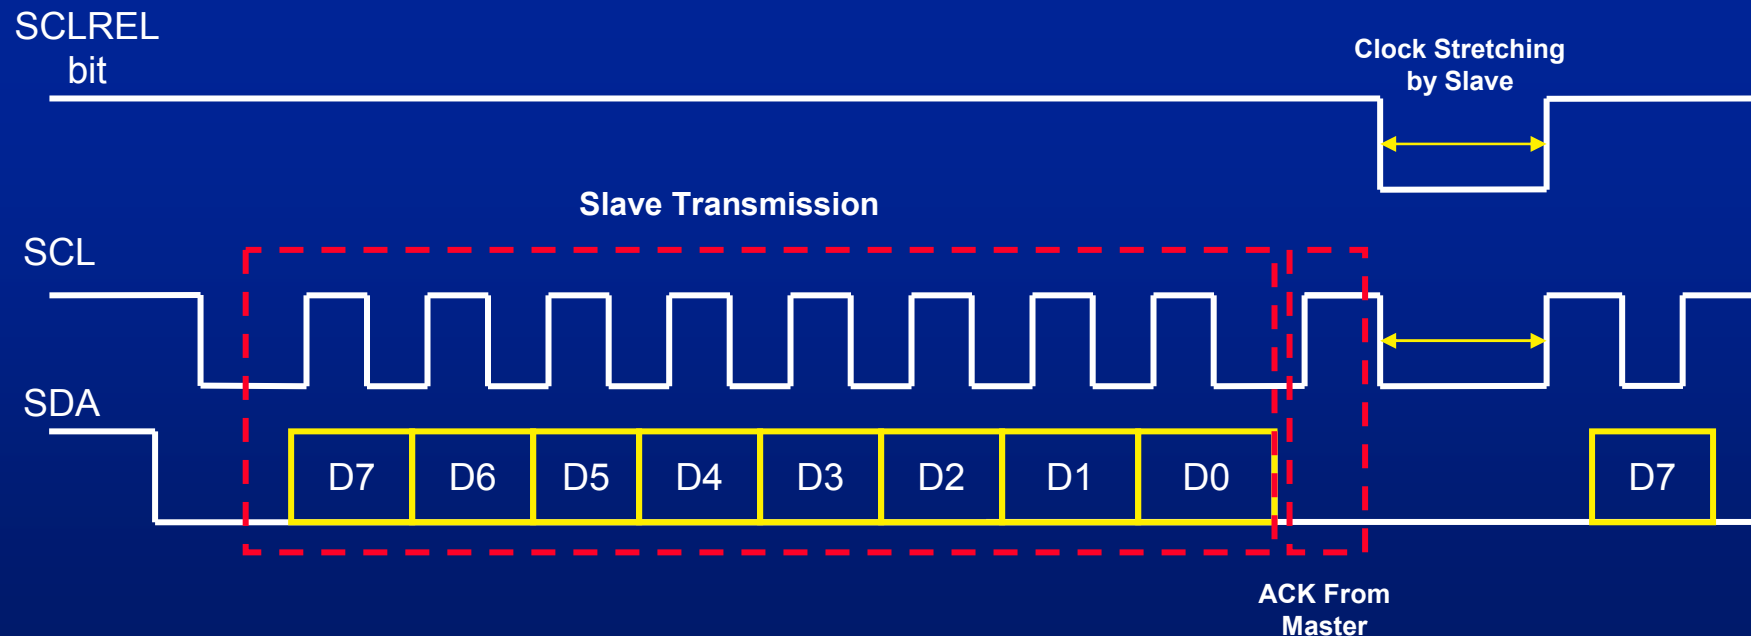 SCLREL
bit
Clock Stretching
by Slave
Slave Transmission
SCL
SDA
D7 D6 D5 D4 D3 D2 D1 D0 D7
ACK From
Master